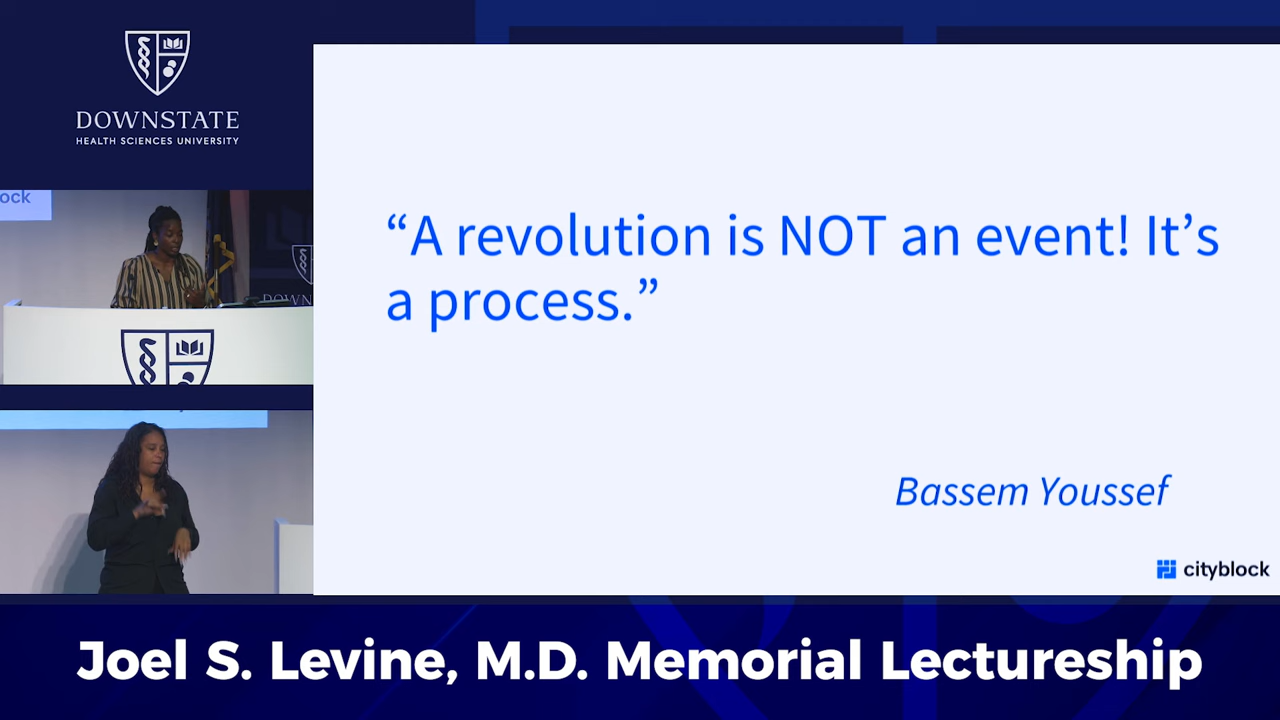 DOWNSTATE
HEALTH SCIENCES UNIVERSITY
ock
DOWN
“A revolution is NOT an event! It’s
a process.”
Bassem Youssef
cityblock
Joel S. Levine, M.D. Memorial Lectureship